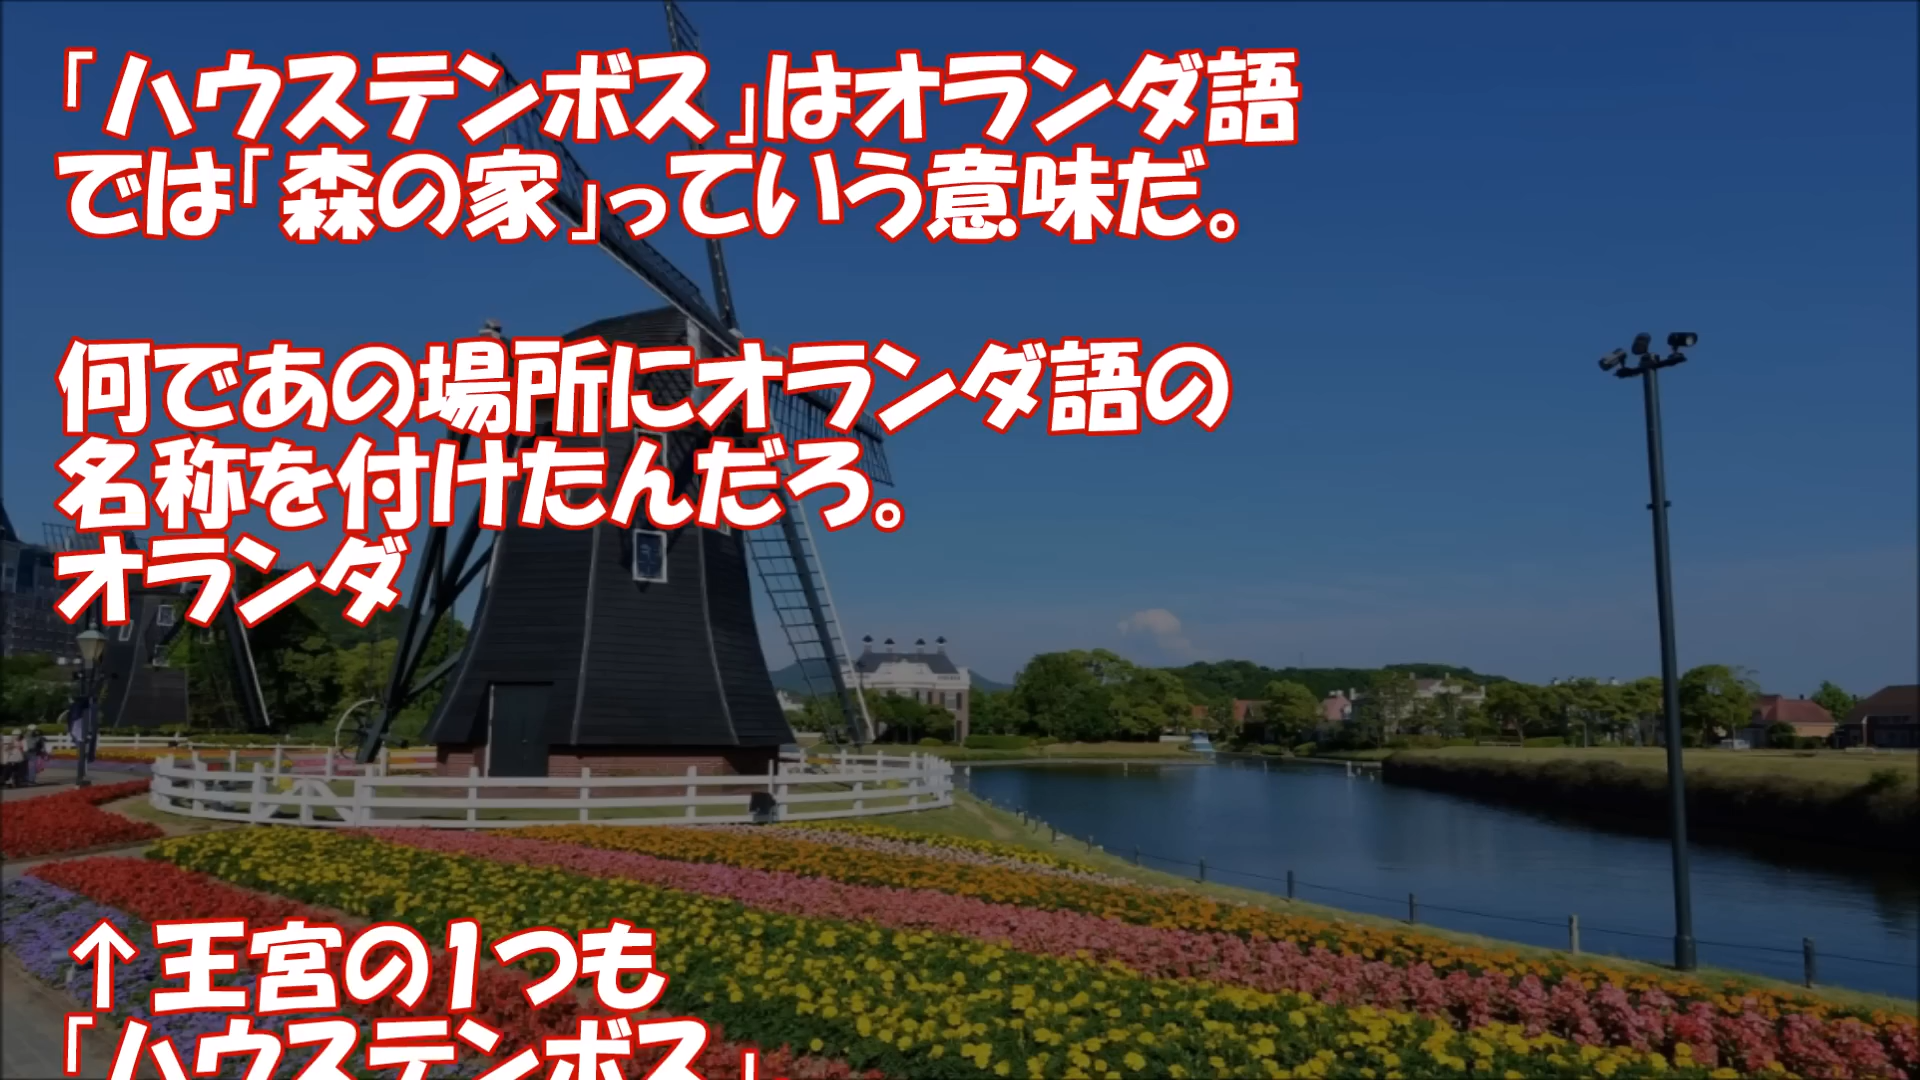 「ハウステンボス」はオランダ語
では「森の家」っていう意味だ。
何であの場所にオランダ語の
名称を付けたんだろ。
オランダ
↑王宮の1つも
「ハウステンボス」